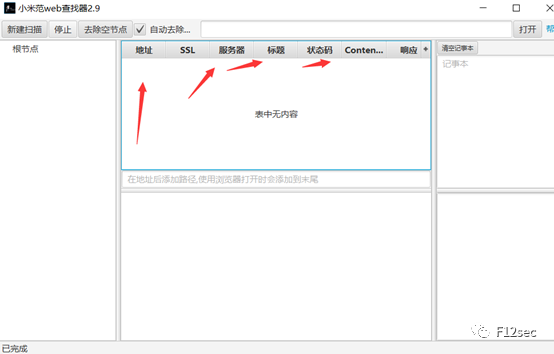 小米范web查找器2.9
新建扫描 停止 去除空节点 自动去除... 打开
根节点
地址 SSL 服务器 标题 状态码 Conten... 响应 +
表中无内容
在地址后添加路径,使用浏览器打开时会添加到末尾
清空记事本
记事本
F12sec
已完成